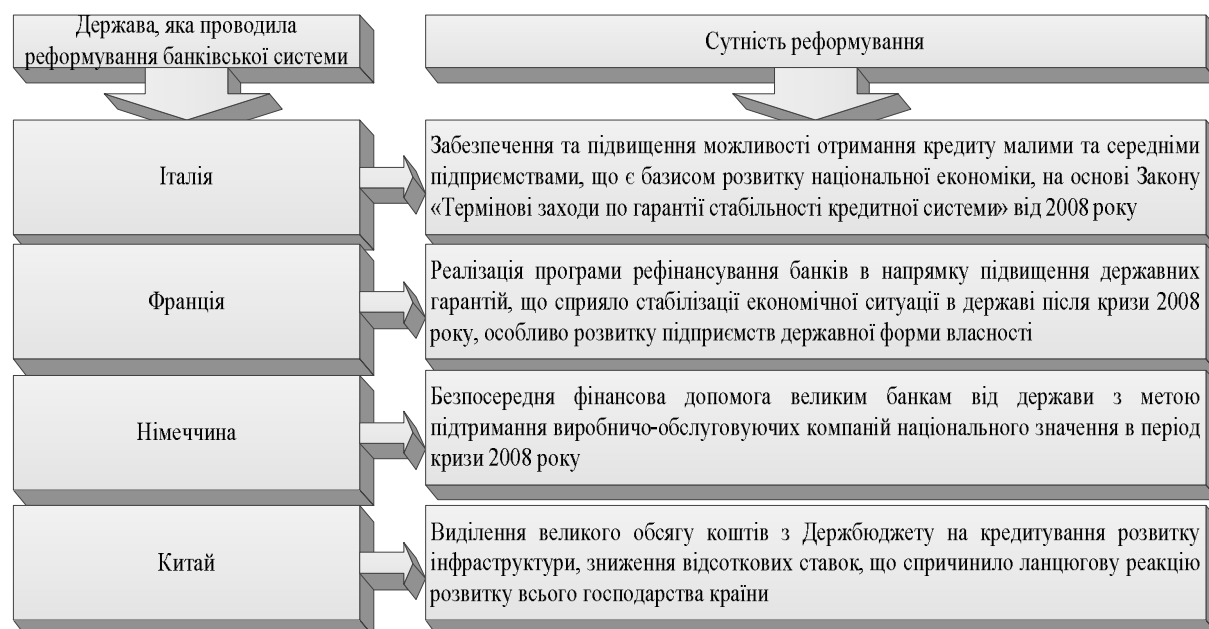 Держава, яка проводила
реформування банківської системи
Сутність реформування
Італія
Забезпечення та підвищення можливості отримання кредиту малими та середніми
підприємствами, що є базисом розвитку національної економіки, на основі Закону
«Термінові заходи по гарантії стабільності кредитної системи» від 2008 року
Франція
Реалізація програми рефінансування банків в напрямку підвищення державних
гарантій, що сприяло стабілізації економічної ситуації в державі після кризи 2008
року, особливо розвитку підприємств державної форми власності
Німеччина
Безпосередня фінансова допомога великим банкам від держави з метою
підтримання виробничо-обслуговуючих компаній національного значення в період
кризи 2008 року
Китай
Виділення великого обсягу коштів з Держбюджету на кредитування розвитку
інфраструктури, зниження відсоткових ставок, що спричинило ланцюгову реакцію
розвитку всього господарства країни